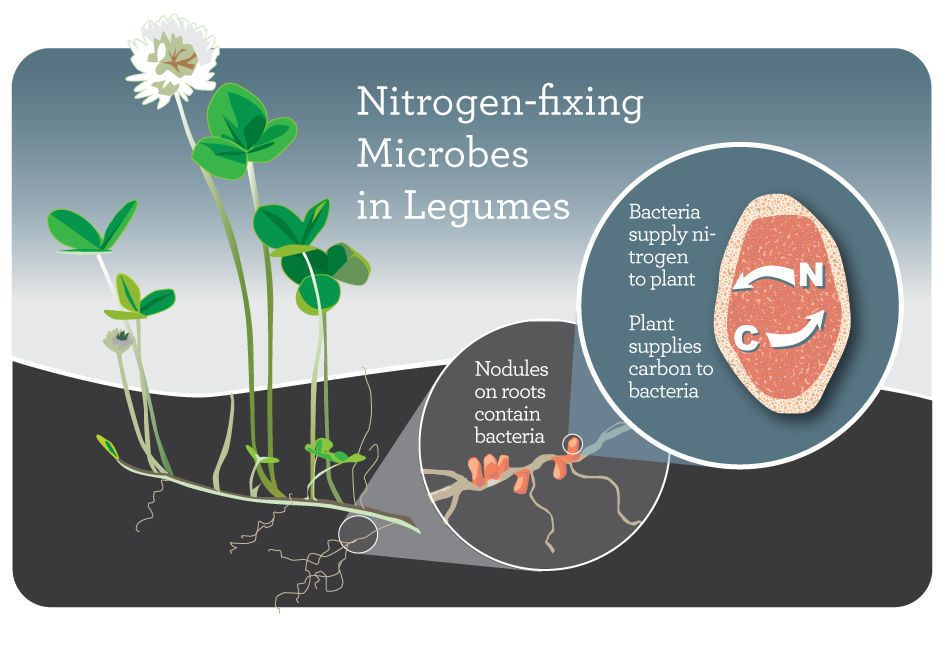 Nitrogen-fixing
Microbes
in Legumes
Nodules
on roots
contain
bacteria
Bacteria
supply ni-
trogen
to plant
Plant
supplies
carbon to
bacteria
N
C